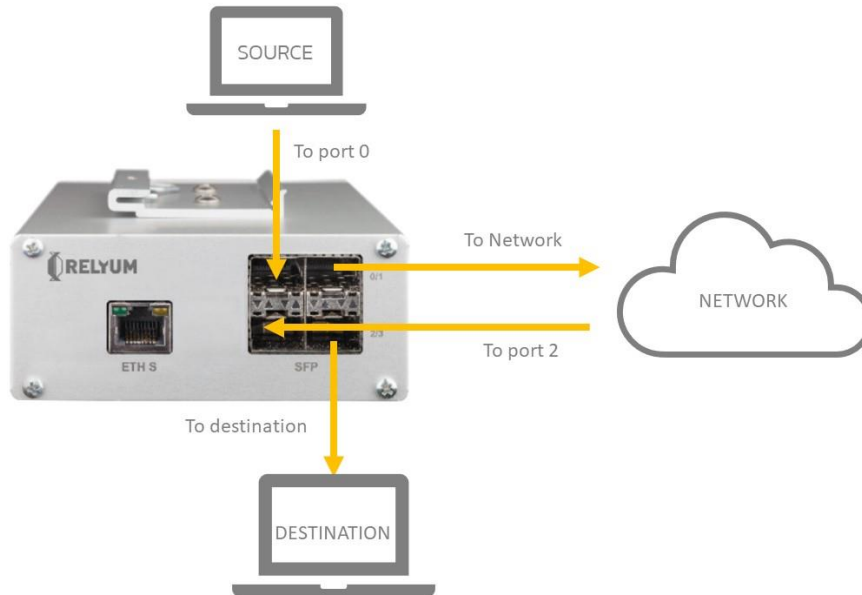 SOURCE
To port 0
To Network
RELYUM
0/1
NETWORK
2/3
To port 2
ETH S
SFP
To destination
DESTINATION